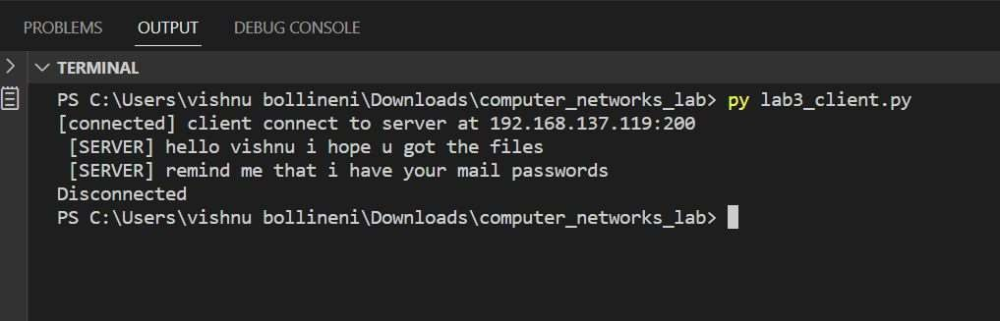 PROBLEMS OUTPUT DEBUG CONSOLE
TERMINAL
PS C:\Users\vishnu bollineni\Downloads\computer_networks_lab> py lab3_client.py
[connected] client connect to server at 192.168.137.119:200
[SERVER] hello vishnu i hope u got the files
[SERVER] remind me that i have your mail passwords
Disconnected
PS C:\Users\vishnu bollineni\Downloads\computer_networks_lab>